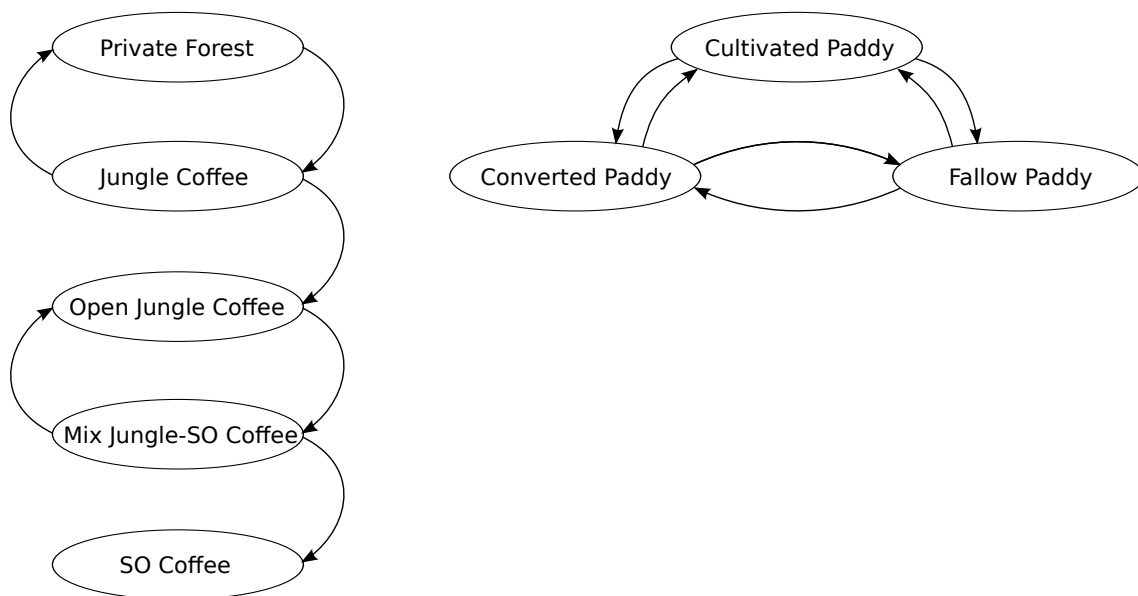 Private Forest
Jungle Coffee
Open Jungle Coffee
Mix Jungle-SO Coffee
SO Coffee
Cultivated Paddy
Converted Paddy
Fallow Paddy